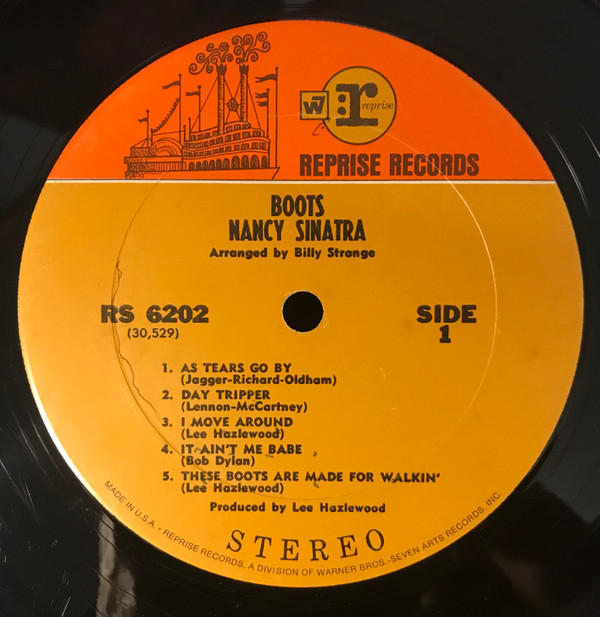 W7
r:
reprise
REPRISE RECORDS
BOOTS
NANCY SINATRA
Arranged by Billy Strange
RS 6202
(30,529)
SIDE
1
1. AS TEARS GO BY
(Jagger-Richard-Oldham)
2. DAY TRIPPER
(Lennon-McCartney)
3. I MOVE AROUND
(Lee Hazlewood)
4. IT AIN'T ME BABE
(Bob Dylan)
5. THESE BOOTS ARE MADE FOR WALKIN'
(Lee Hazlewood)
Produced by Lee Hazlewood
STEREO
MADE IN U.S.A. • REPRISE RECORDS, A DIVISION OF WARNER BROS.-SEVEN ARTS RECORDS, INC.